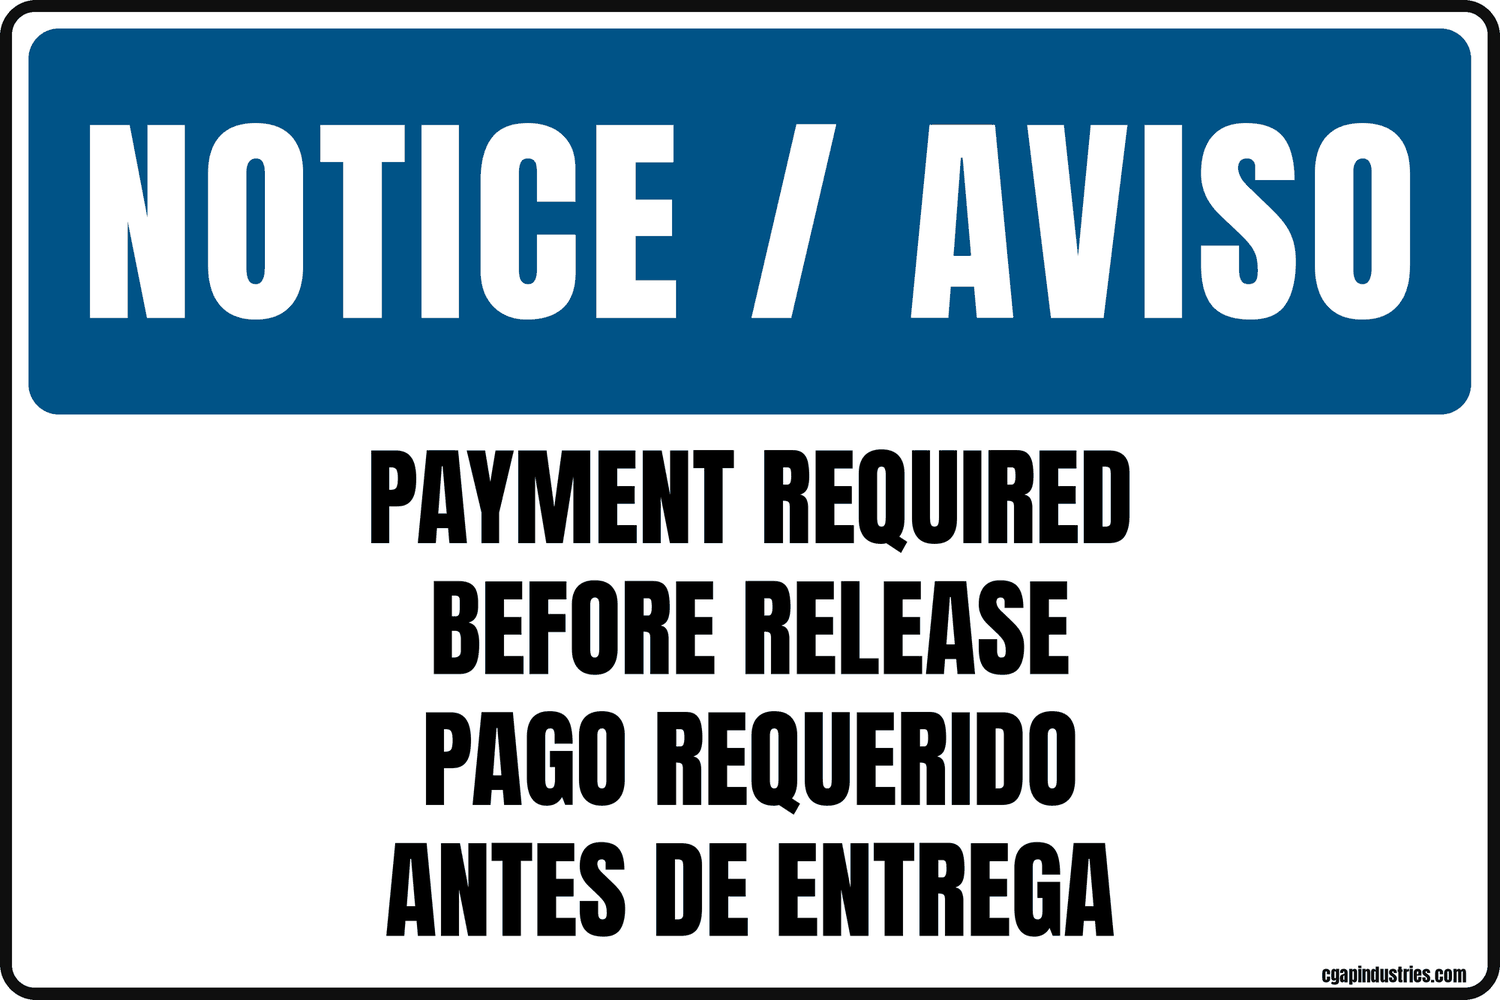 NOTICE / AVISO
PAYMENT REQUIRED
BEFORE RELEASE
PAGO REQUERIDO
ANTES DE ENTREGA
cgapindustries.com